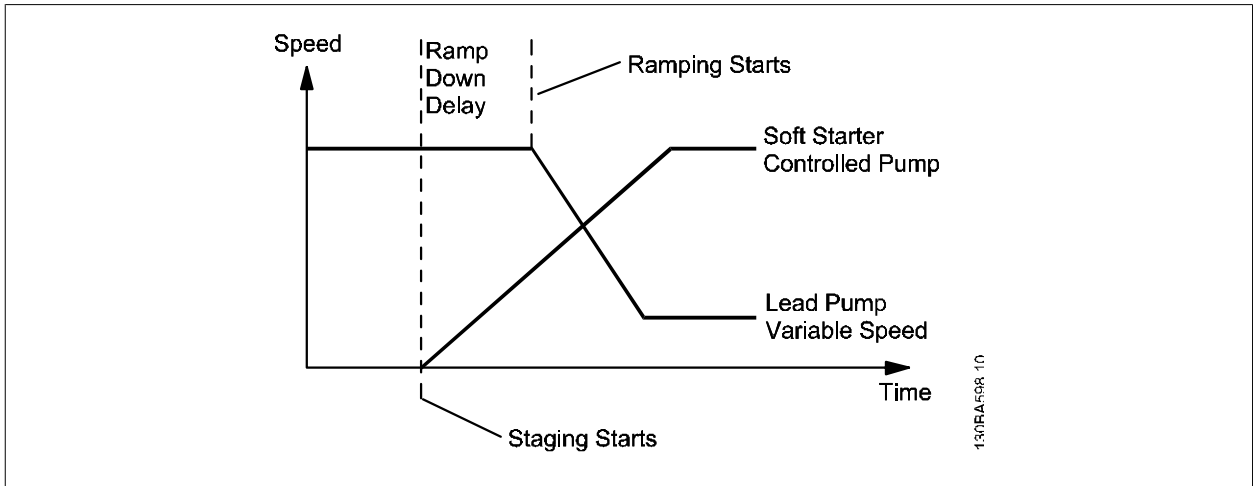 Speed
Ramp
Down
Delay
Ramping Starts
Soft Starter
Controlled Pump
Lead Pump
Variable Speed
Time
Staging Starts
130BA598.10